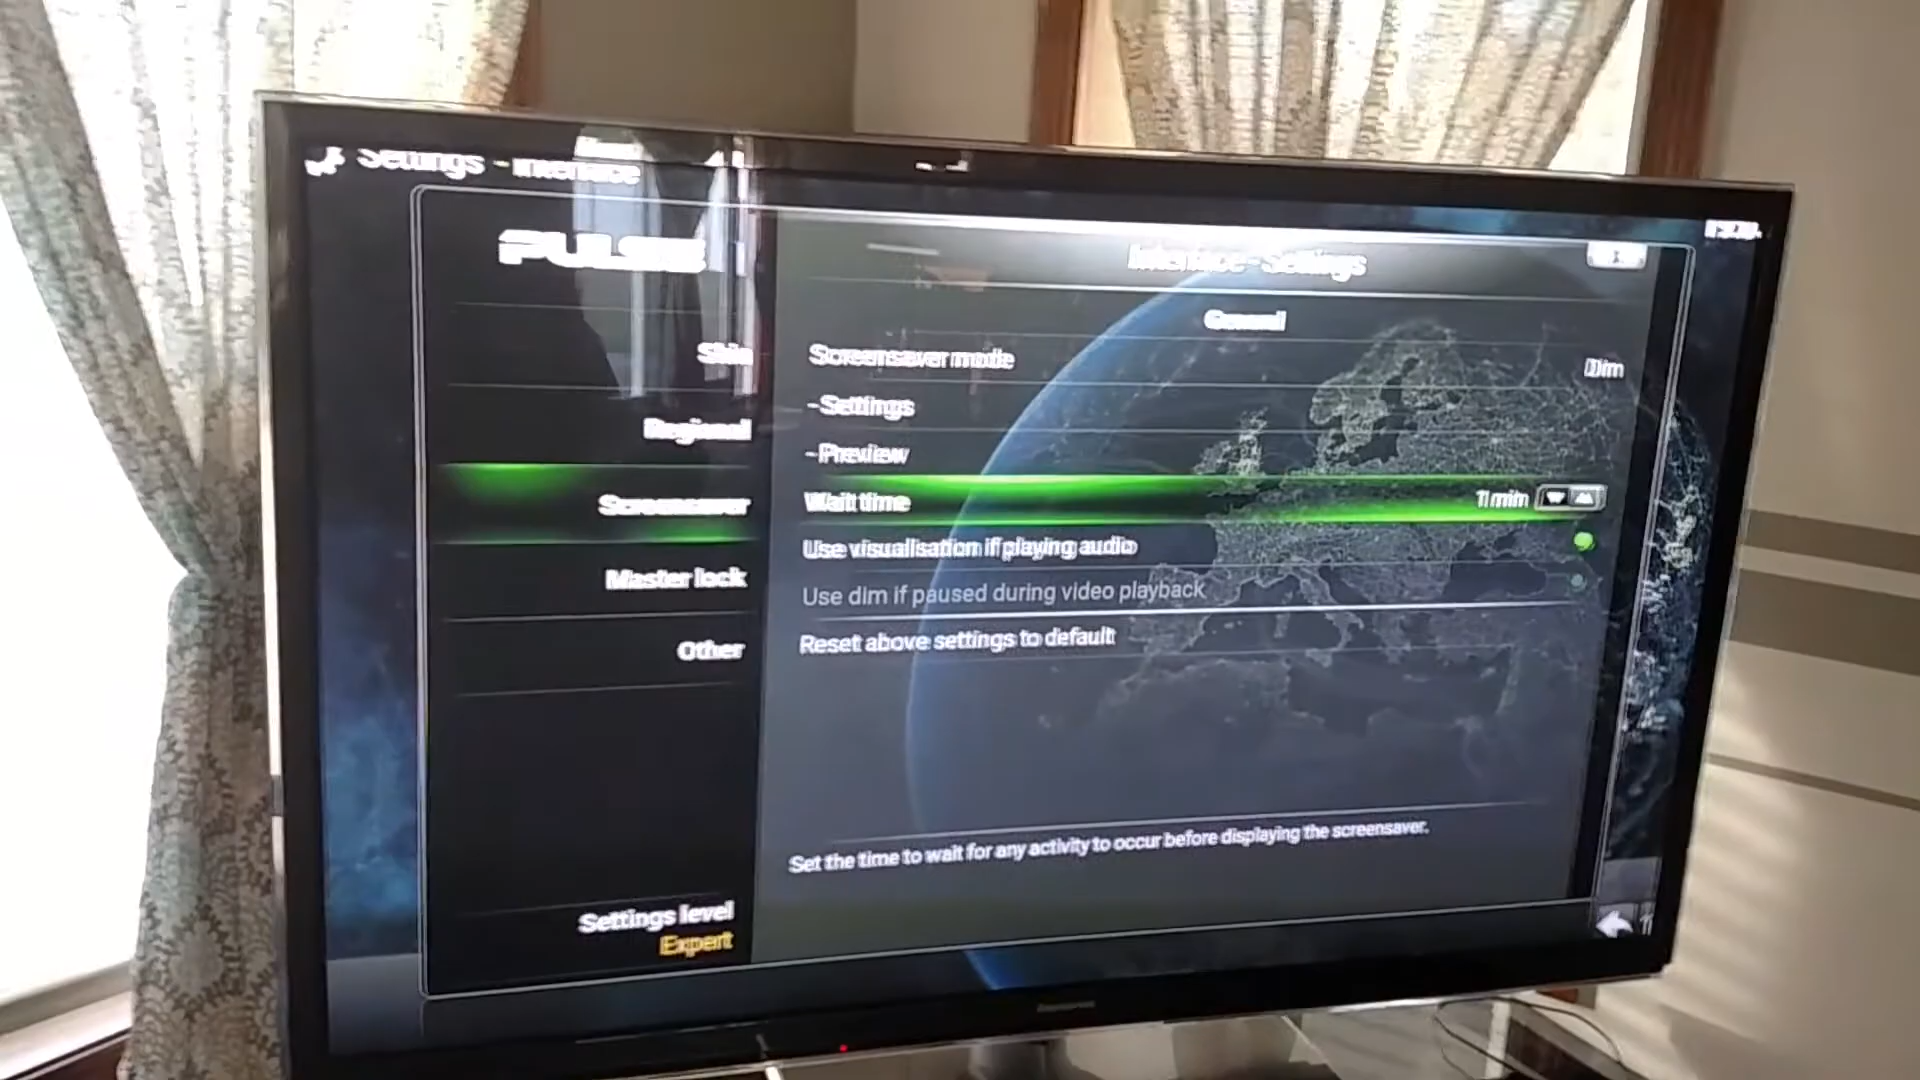 Settings - Interface
PULSE
Interface - Settings
Skin
Regional
Screensaver
Master lock
Other
Settings level
Expert
General
Screensaver mode Dim
- Settings
- Preview
Wait time 1 min
Use visualisation if playing audio
Use dim if paused during video playback
Reset above settings to default
Set the time to wait for any activity to occur before displaying the screensaver.